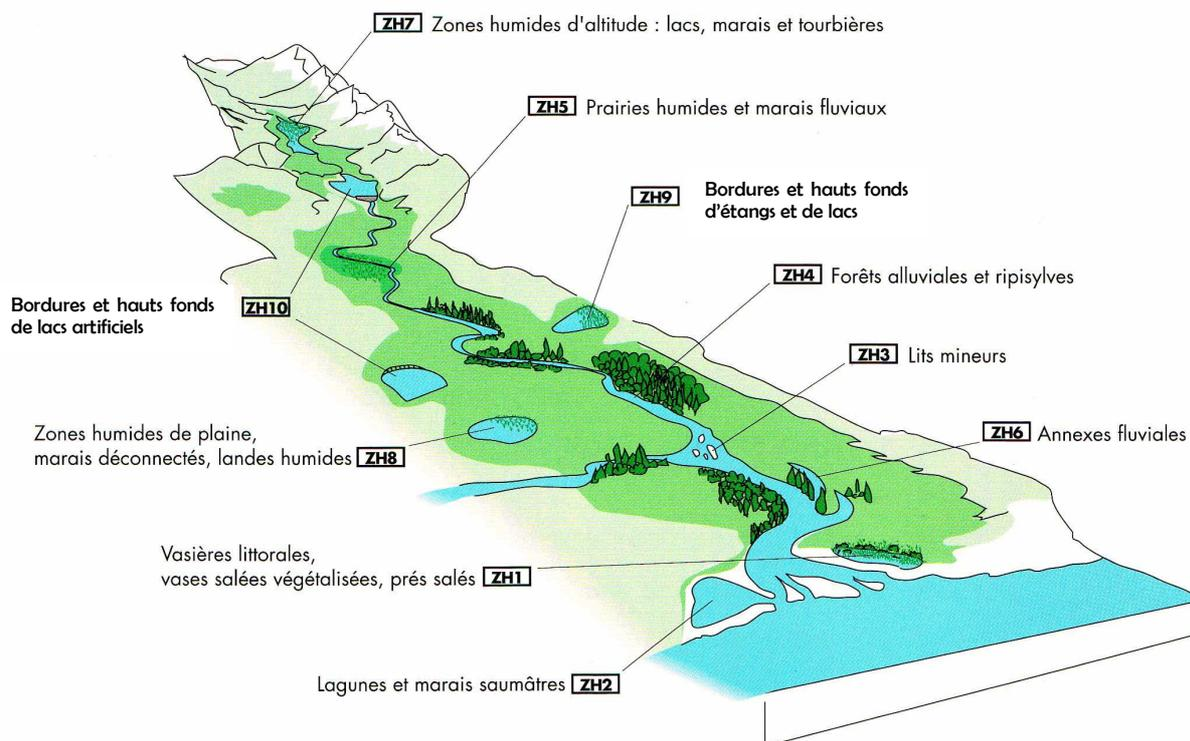 ZH7 Zones humides d'altitude : lacs, marais et tourbières
ZH5 Prairies humides et marais fluviaux
ZH9 Bordures et hauts fonds
d'étangs et de lacs
ZH4 Forêts alluviales et ripisylves
Bordures et hauts fonds
de lacs artificiels ZH10
ZH3 Lits mineurs
Zones humides de plaine,
marais déconnectés, landes humides ZH8
ZH6 Annexes fluviales
Vasières littorales,
vases salées végétalisées, prés salés ZH1
Lagunes et marais saumâtres ZH2